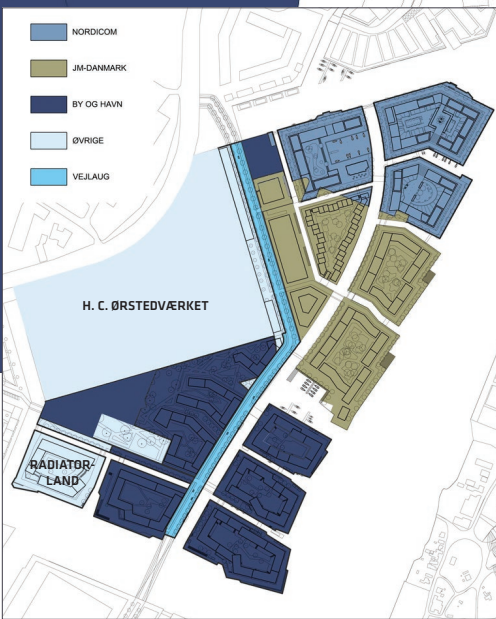 NORDICOM
JM-DANMARK
BY OG HAVN
ØVRIGE
VEJLAUG
H. C. ØRSTEDVÆRKET
RADIATOR-
LAND